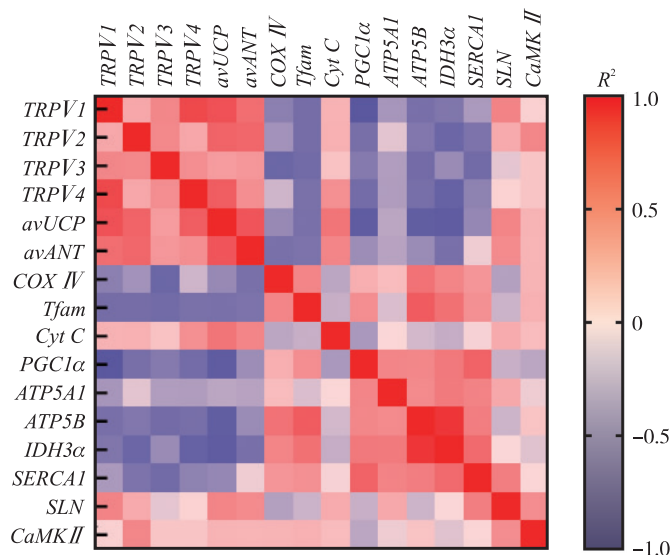 TRPV1 TRPV2 TRPV3 TRPV4 avUCP avANT COX Ⅳ Tfam Cyt C PGC1α ATP5A1 ATP5B IDH3α SERCA1 SLN CaMK Ⅱ
R²
TRPV1
TRPV2
TRPV3
TRPV4
avUCP
avANT
COX Ⅳ
Tfam
Cyt C
PGC1α
ATP5A1
ATP5B
IDH3α
SERCA1
SLN
CaMKⅡ
1.0
0.5
0
−0.5
−1.0